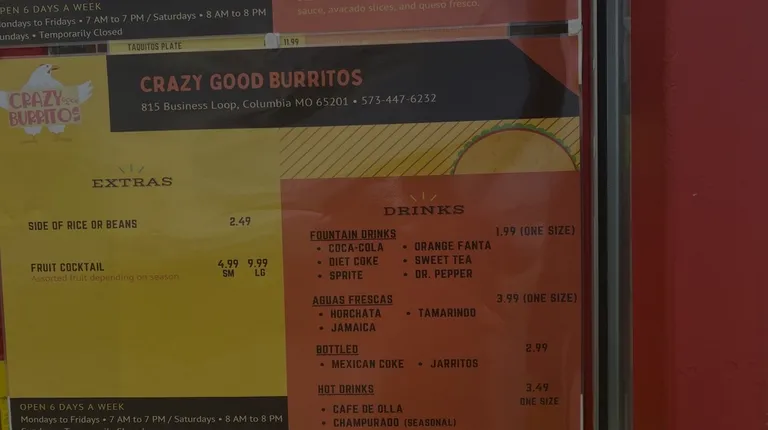 OPEN 6 DAYS A WEEK
Mondays to Fridays • 7 AM to 7 PM / Saturdays • 8 AM to 8 PM
Sundays • Temporarily Closed
sauce, avocado slices, and queso fresco.
TAQUITOS PLATE 11.99
CRAZY GOOD BURRITOS
815 Business Loop, Columbia MO 65201 • 573-447-6232
CRAZY GOOD
BURRITOS
EXTRAS
SIDE OF RICE OR BEANS 2.49
FRUIT COCKTAIL 4.99 9.99
Assorted fruit depending on season SM LG
DRINKS
FOUNTAIN DRINKS 1.99 (ONE SIZE)
• COCA-COLA • ORANGE FANTA
• DIET COKE • SWEET TEA
• SPRITE • DR. PEPPER
AGUAS FRESCAS 3.99 (ONE SIZE)
• HORCHATA • TAMARINDO
• JAMAICA
BOTTLED 2.99
• MEXICAN COKE • JARRITOS
HOT DRINKS 3.49
ONE SIZE
• CAFE DE OLLA
• CHAMPURADO (SEASONAL)
OPEN 6 DAYS A WEEK
Mondays to Fridays • 7 AM to 7 PM / Saturdays • 8 AM to 8 PM